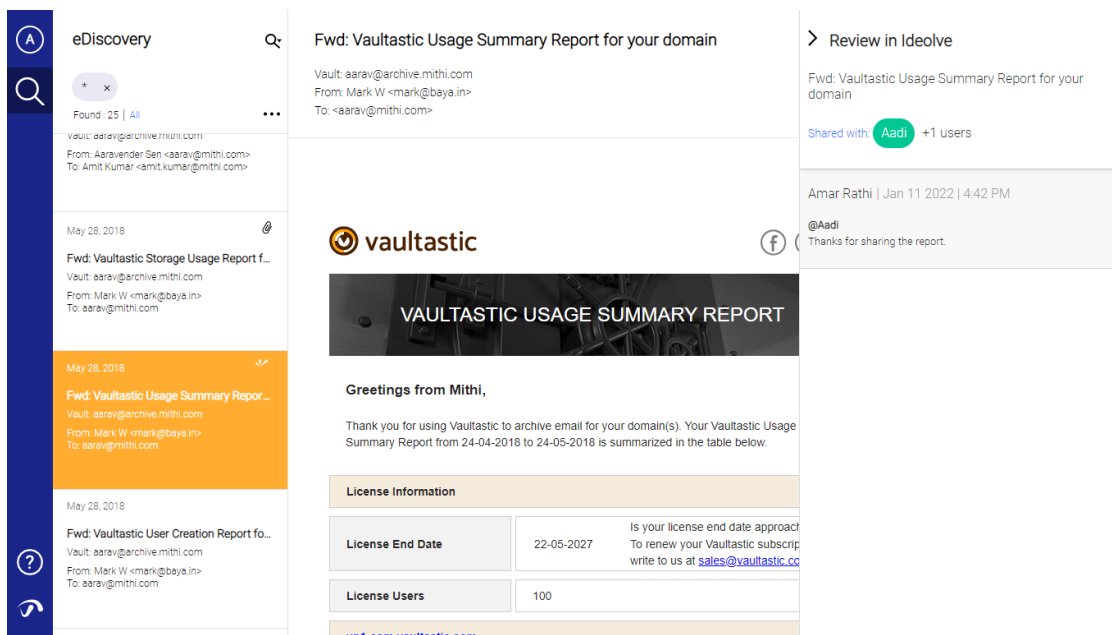 A
eDiscovery
* ×
Found : 25 | All
•••
Vault: aarav@archive.mithi.com
From: Aaravender Sen <aarav@mithi.com>
To: Amit Kumar <amit.kumar@mithi.com>
May 28, 2018
Fwd: Vaultastic Storage Usage Report f...
Vault: aarav@archive.mithi.com
From: Mark W <mark@baya.in>
To: aarav@mithi.com
May 28, 2018
Fwd: Vaultastic Usage Summary Repor...
Vault: aarav@archive.mithi.com
From: Mark W <mark@baya.in>
To: aarav@mithi.com
May 28, 2018
Fwd: Vaultastic User Creation Report fo...
Vault: aarav@archive.mithi.com
From: Mark W <mark@baya.in>
To: aarav@mithi.com
?
Fwd: Vaultastic Usage Summary Report for your domain
Vault: aarav@archive.mithi.com
From: Mark W <mark@baya.in>
To: <aarav@mithi.com>
vaultastic
f
VAULTASTIC USAGE SUMMARY REPORT
Greetings from Mithi,
Thank you for using Vaultastic to archive email for your domain(s). Your Vaultastic Usage
Summary Report from 24-04-2018 to 24-05-2018 is summarized in the table below.
License Information
License End Date
22-05-2027
Is your license end date approach
To renew your Vaultastic subscrip
write to us at sales@vaultastic.co
License Users
100
> Review in Ideolve
Fwd: Vaultastic Usage Summary Report for your
domain
Shared with: Aadi +1 users
Amar Rathi | Jan 11 2022 | 4:42 PM
@Aadi
Thanks for sharing the report.